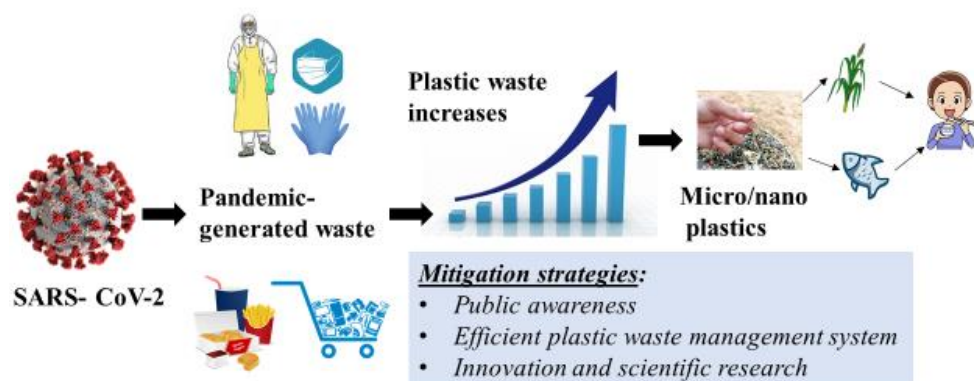 SARS- CoV-2
Pandemic-
generated waste
Plastic waste
increases
Micro/nano
plastics
Mitigation strategies:
• Public awareness
• Efficient plastic waste management system
• Innovation and scientific research